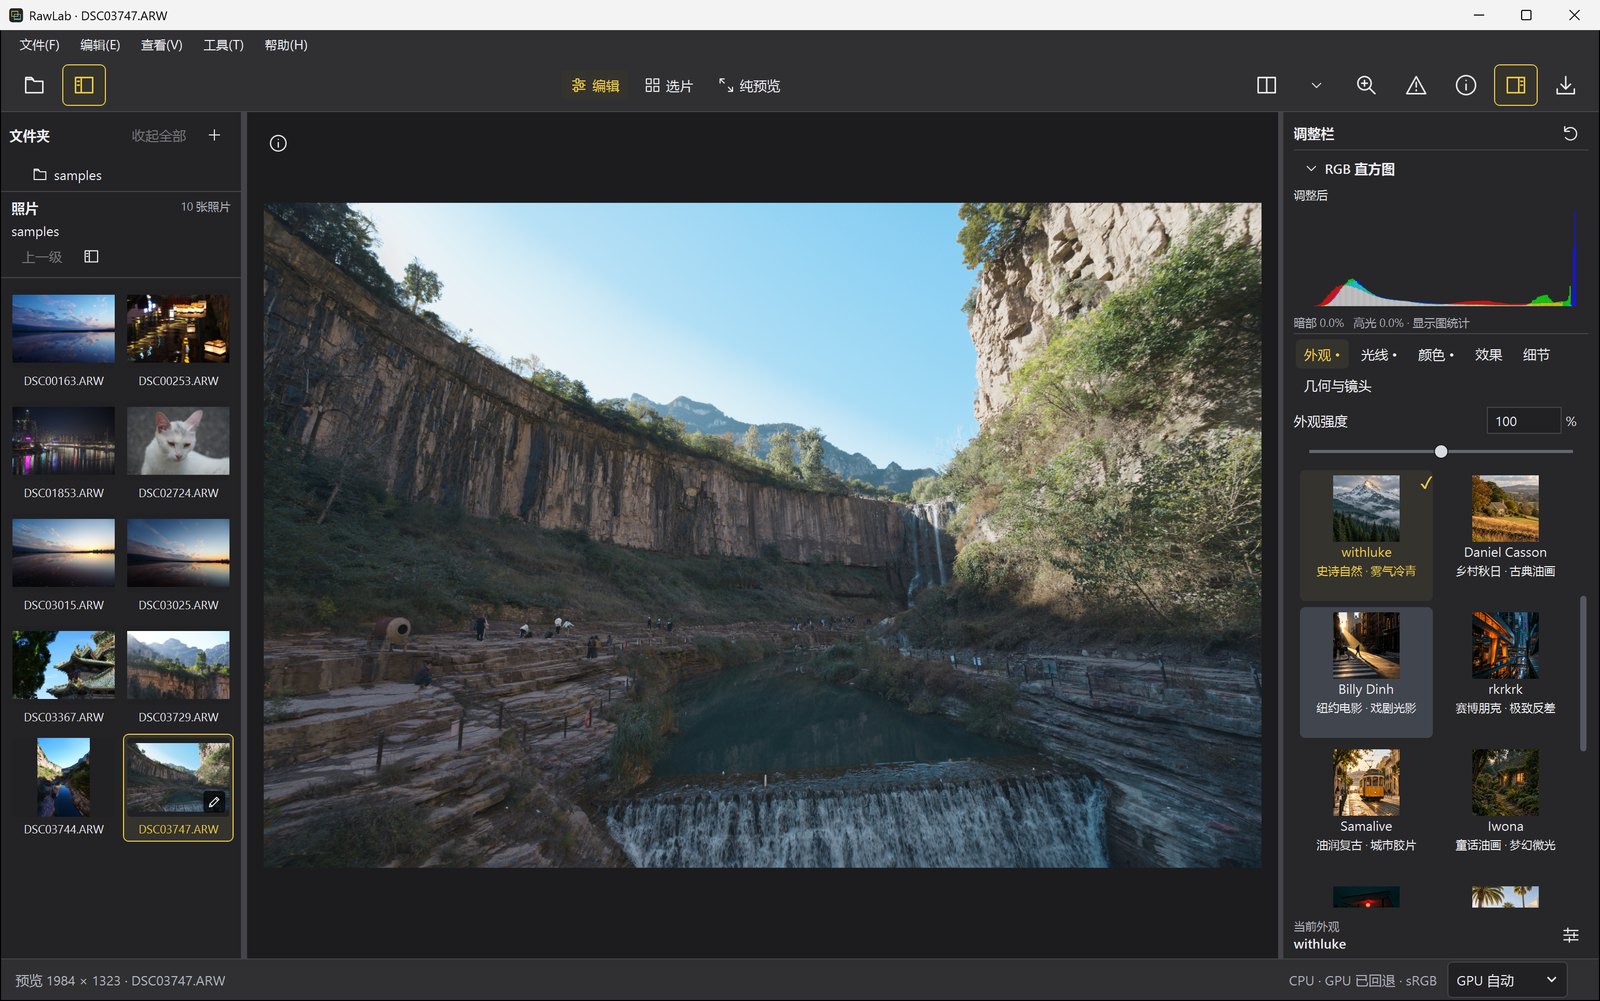 RawLab · DSC03747.ARW
文件(F) 编辑(E) 查看(V) 工具(T) 帮助(H)
编辑 选片 纯预览
文件夹 收起全部
samples
照片 10 张照片
samples
上一级
DSC00163.ARW DSC00253.ARW
DSC01853.ARW DSC02724.ARW
DSC03015.ARW DSC03025.ARW
DSC03367.ARW DSC03729.ARW
DSC03744.ARW DSC03747.ARW
调整栏
RGB 直方图
调整后
暗部 0.0% 高光 0.0% · 显示图统计
外观 • 光线 • 颜色 • 效果 细节
几何与镜头
外观强度 100 %
withluke Daniel Casson
史诗自然 · 雾气冷青 乡村秋日 · 古典油画
Billy Dinh rkrkrk
纽约电影 · 戏剧光影 赛博朋克 · 极致反差
Samalive Iwona
油润复古 · 城市胶片 童话油画 · 梦幻微光
当前外观
withluke
预览 1984 × 1323 · DSC03747.ARW CPU · GPU 已回退 · sRGB GPU 自动